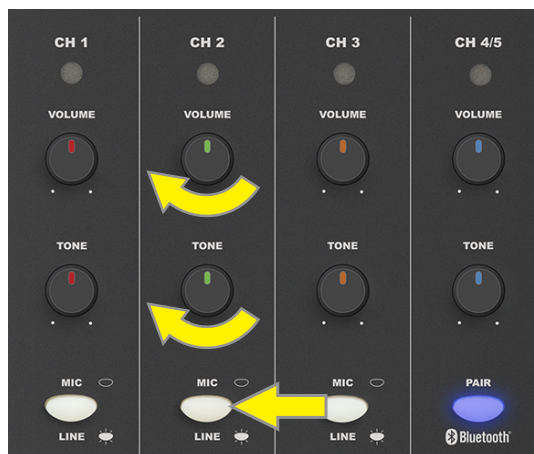 CH 1 CH 2 CH 3 CH 4/5
VOLUME VOLUME VOLUME VOLUME
TONE TONE TONE TONE
MIC MIC MIC PAIR
LINE LINE LINE Bluetooth